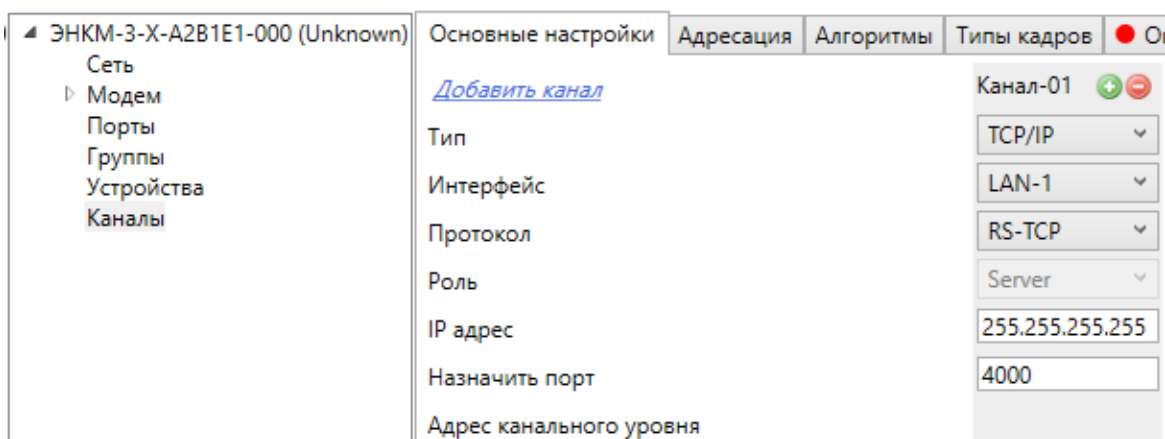 ЭНКМ-3-X-A2B1E1-000 (Unknown)
Сеть
Модем
Порты
Группы
Устройства
Каналы
Основные настройки
Адресация
Алгоритмы
Типы кадров
Добавить канал
Канал-01
Тип
TCP/IP
Интерфейс
LAN-1
Протокол
RS-TCP
Роль
Server
IP адрес
255.255.255.255
Назначить порт
4000
Адрес канального уровня